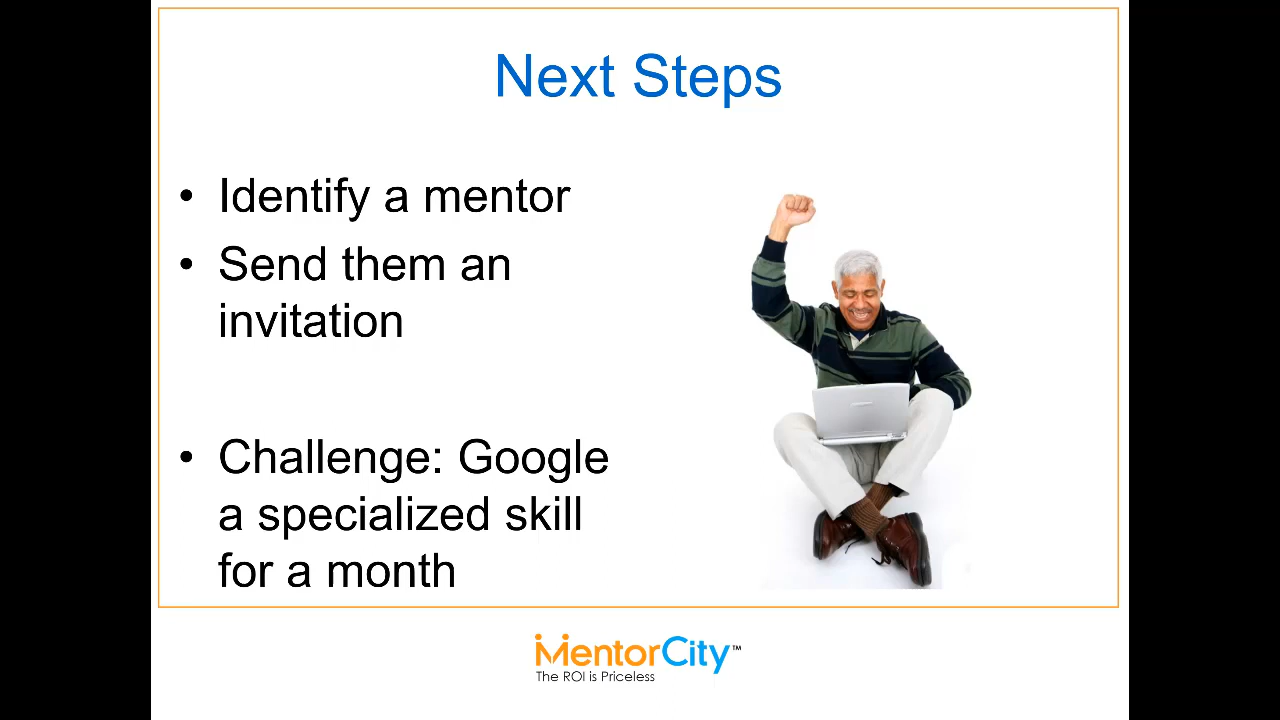 Next Steps
• Identify a mentor
• Send them an
invitation
• Challenge: Google
a specialized skill
for a month
MentorCity™
The ROI is Priceless